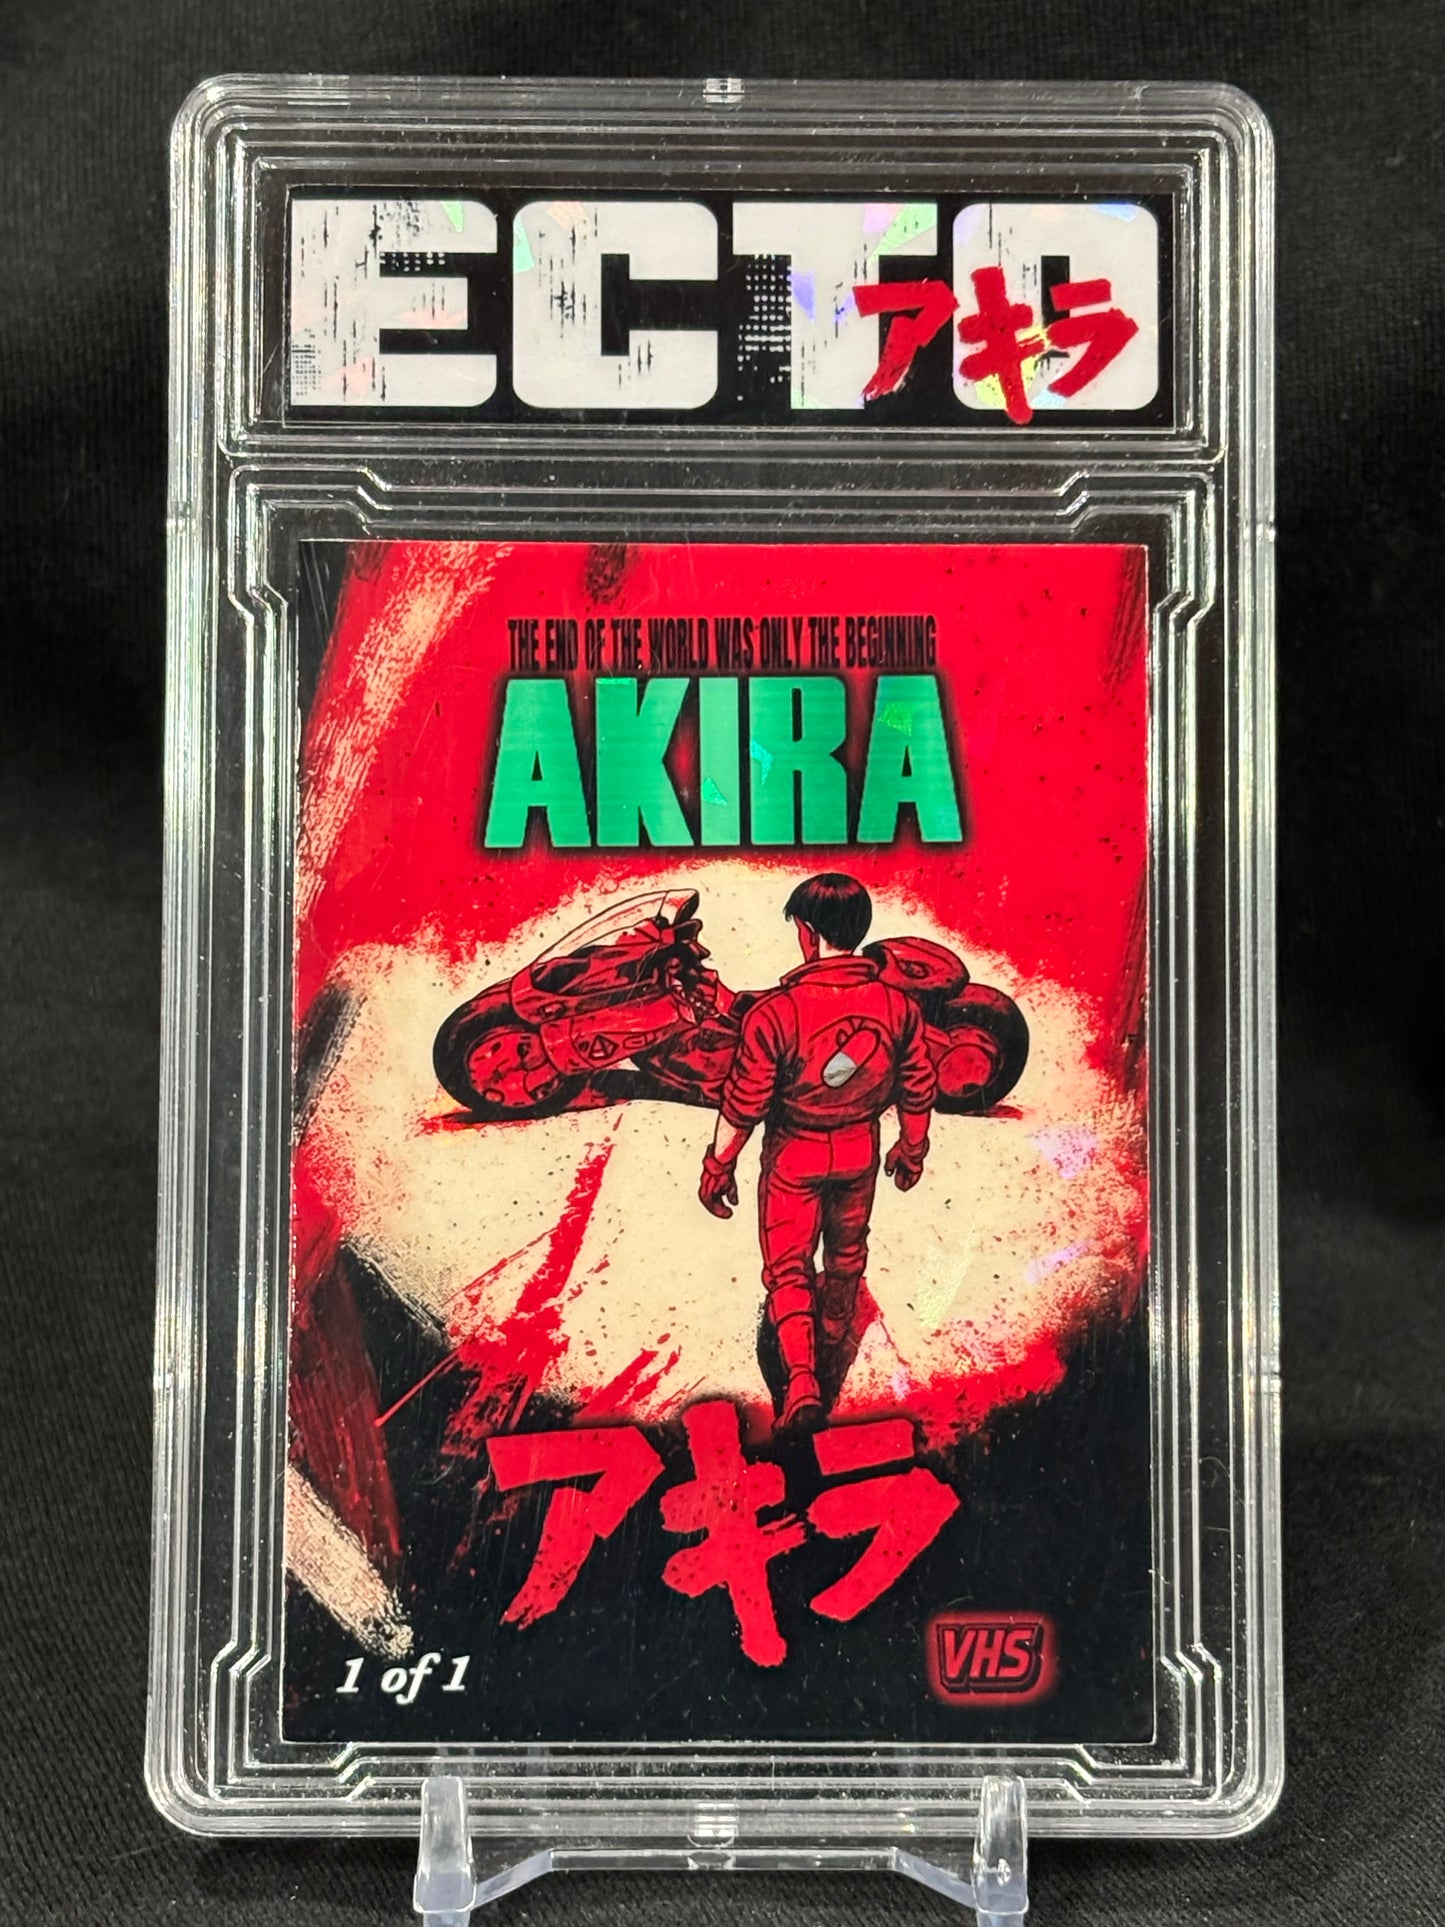 ECTO
アキラ
THE END OF THE WORLD WAS ONLY THE BEGINNING
AKIRA
アキラ
1 of 1
VHS